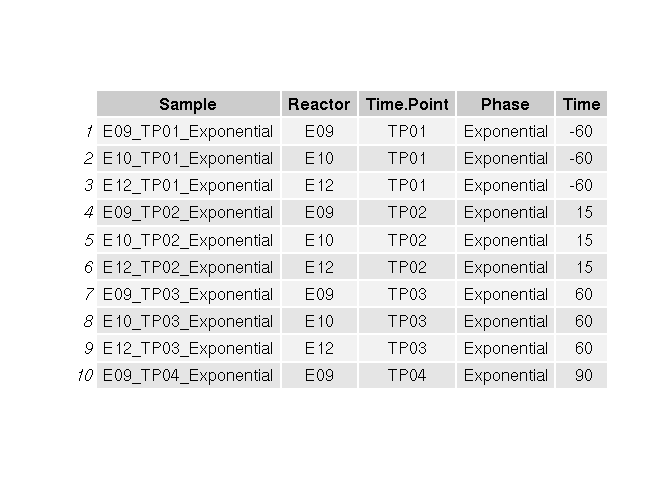 Sample Reactor Time.Point Phase Time
1 E09_TP01_Exponential E09 TP01 Exponential -60
2 E10_TP01_Exponential E10 TP01 Exponential -60
3 E12_TP01_Exponential E12 TP01 Exponential -60
4 E09_TP02_Exponential E09 TP02 Exponential 15
5 E10_TP02_Exponential E10 TP02 Exponential 15
6 E12_TP02_Exponential E12 TP02 Exponential 15
7 E09_TP03_Exponential E09 TP03 Exponential 60
8 E10_TP03_Exponential E10 TP03 Exponential 60
9 E12_TP03_Exponential E12 TP03 Exponential 60
10 E09_TP04_Exponential E09 TP04 Exponential 90